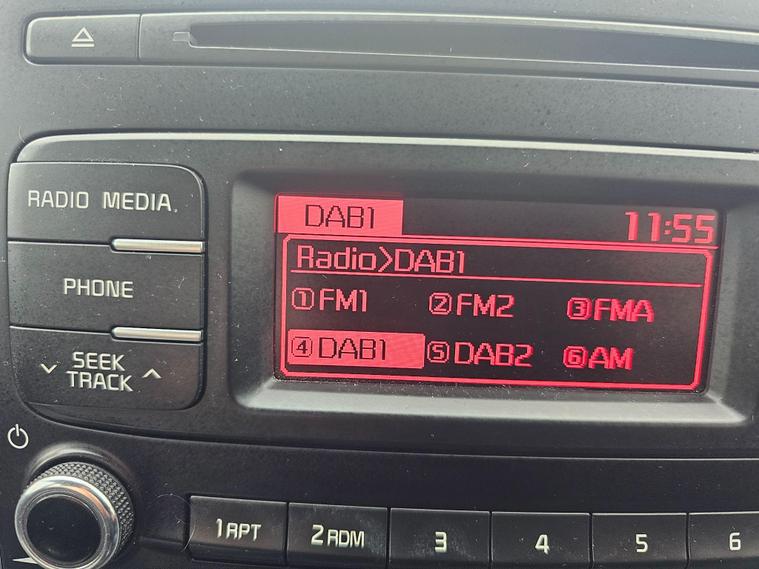 RADIO MEDIA
PHONE
SEEK
TRACK
DAB1 11:55
Radio>DAB1
①FM1 ②FM2 ③FMA
④DAB1 ⑤DAB2 ⑥AM
1 RPT 2 RDM 3 4 5 6